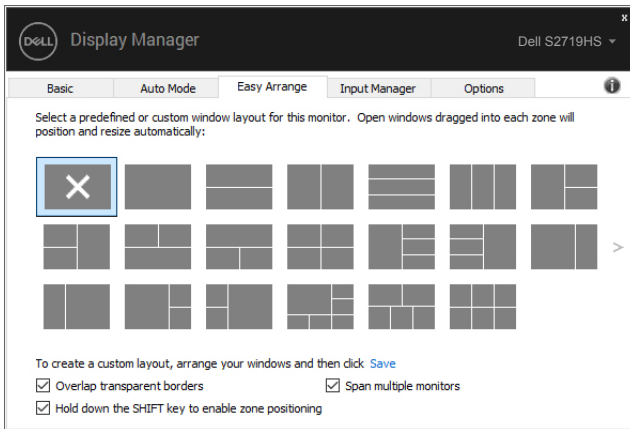 x
DELL Display Manager Dell S2719HS
Basic Auto Mode Easy Arrange Input Manager Options i
Select a predefined or custom window layout for this monitor. Open windows dragged into each zone will
position and resize automatically:
To create a custom layout, arrange your windows and then click Save
Overlap transparent borders Span multiple monitors
Hold down the SHIFT key to enable zone positioning